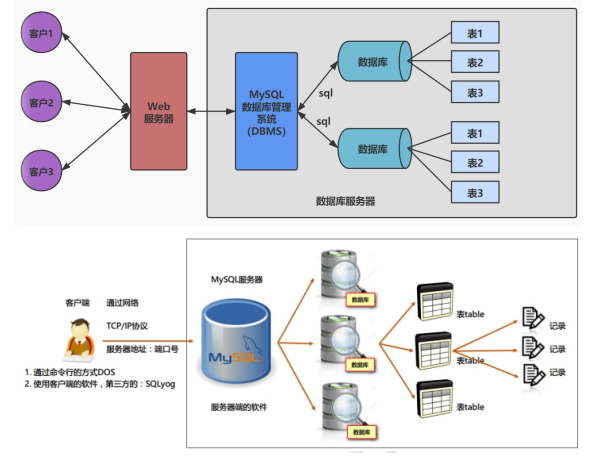 客户1
客户2
客户3
Web
服务器
MySQL
数据库管理
系统
(DBMS)
sql
sql
数据库
数据库
表1
表2
表3
表1
表2
表3
数据库服务器
客户端
通过网络
TCP/IP协议
服务器地址：端口号
1. 通过命令行的方式DOS
2. 使用客户端的软件，第三方的：SQLyog
MySQL服务器
MySQL
服务器端的软件
数据库
数据库
数据库
表table
表table
表table
记录
记录
记录